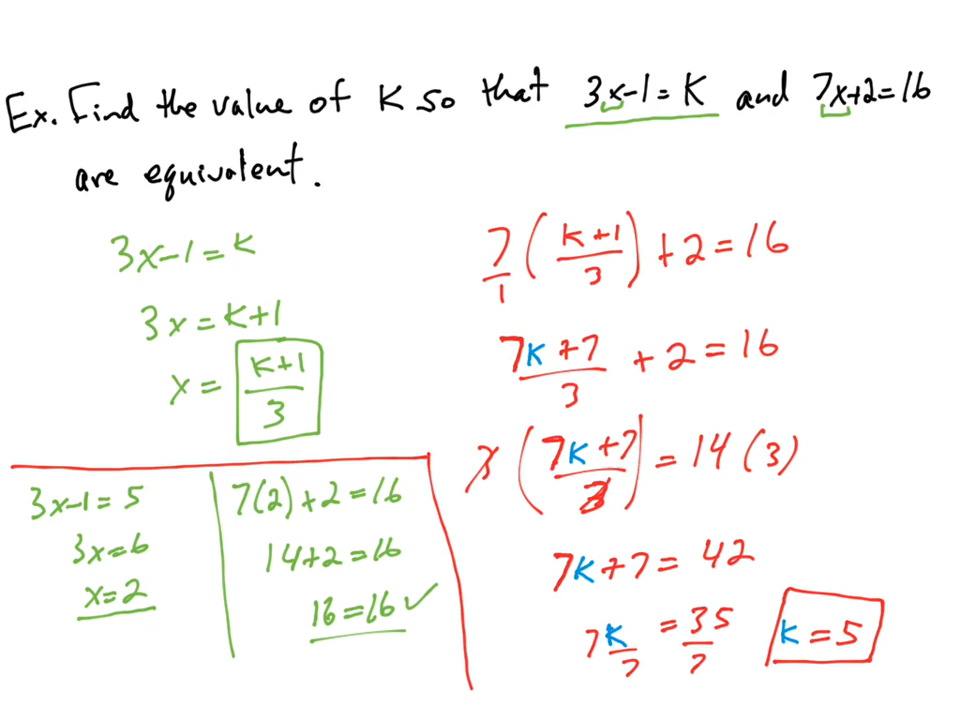 Ex. Find the value of K so that 3x-1=K and 7x+2=16
are equivalent.
3x-1=k
3x=k+1
x= k+1/3
7/1 (k+1/3) +2=16
7k+7/3 +2=16
3 (7k+7/3) =14(3)
7k+7=42
7k/7 =35/7
k=5
3x-1=5
3x=6
x=2
7(2)+2=16
14+2=16
16=16✓